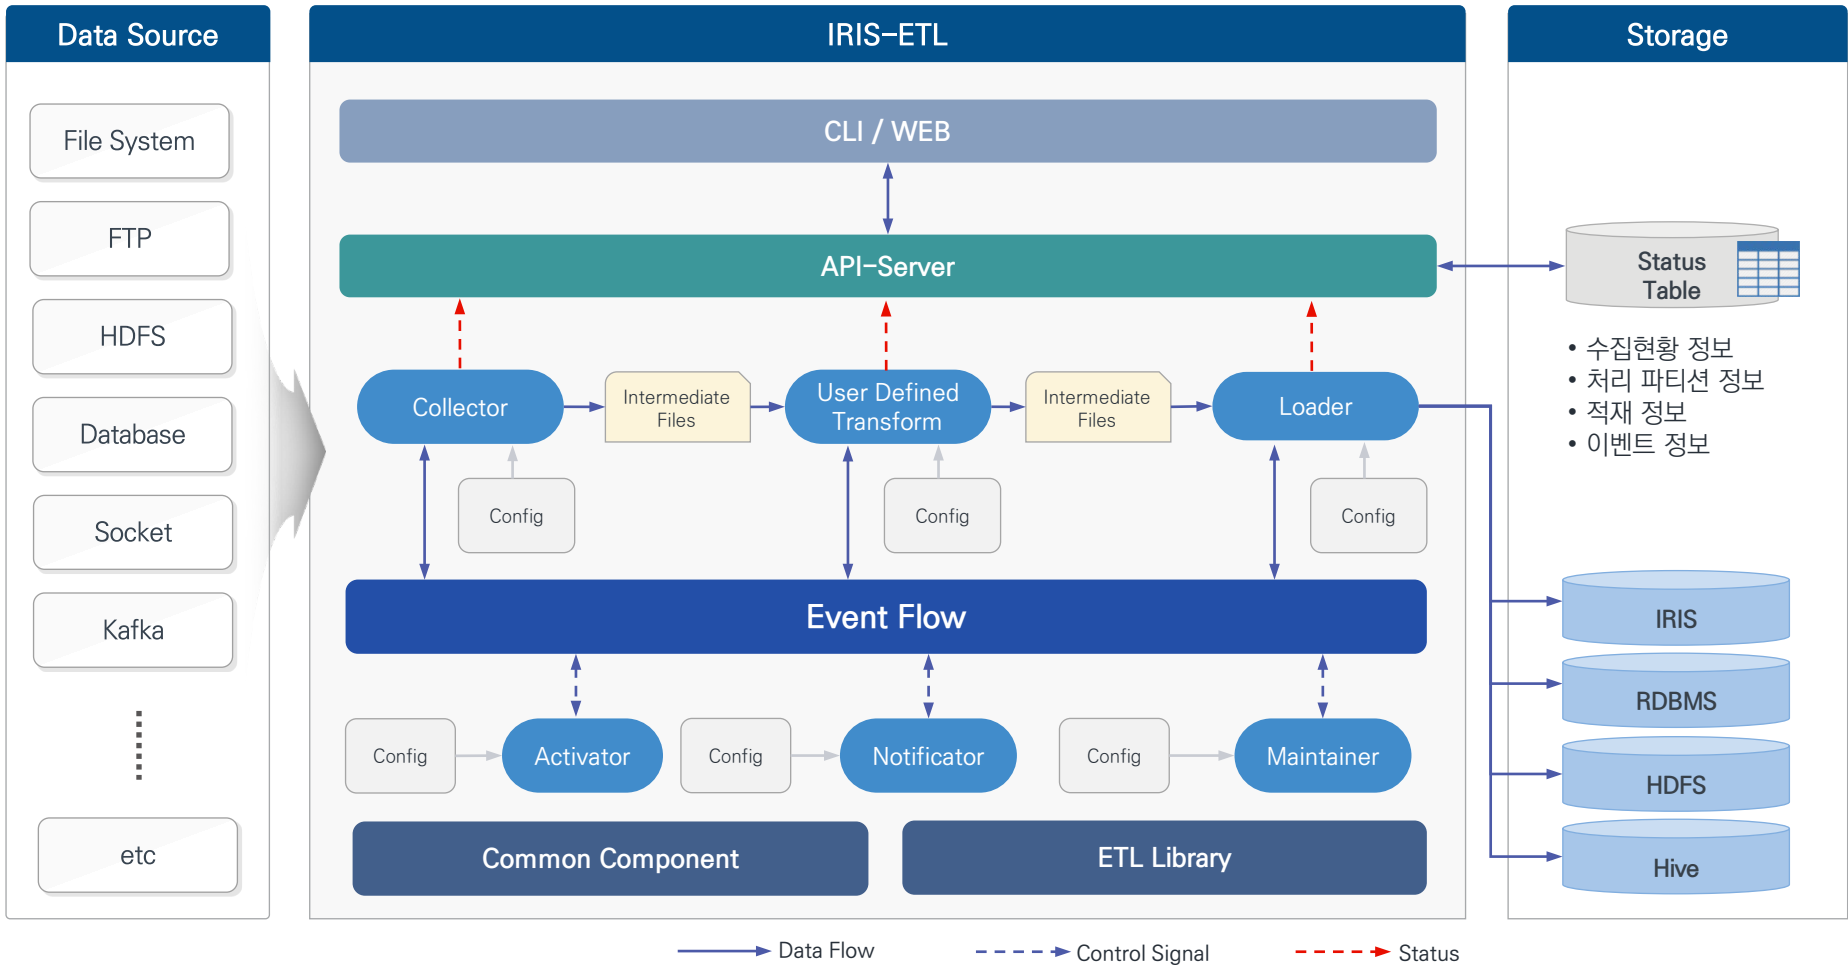 Data Source
File System
FTP
HDFS
Database
Socket
Kafka
etc
IRIS-ETL
CLI / WEB
API-Server
Collector
Intermediate
Files
User Defined
Transform
Intermediate
Files
Loader
Config
Config
Config
Event Flow
Config
Activator
Config
Notificator
Config
Maintainer
Common Component
ETL Library
Storage
Status
Table
• 수집현황 정보
• 처리 파티션 정보
• 적재 정보
• 이벤트 정보
IRIS
RDBMS
HDFS
Hive
Data Flow
Control Signal
Status